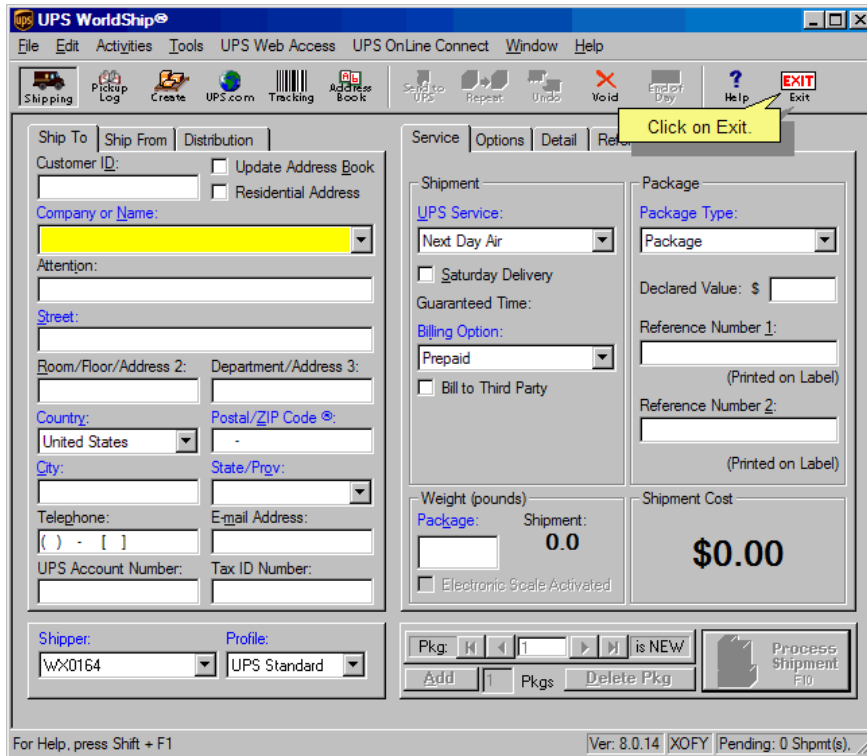 ups UPS WorldShip®
File Edit Activities Tools UPS Web Access UPS OnLine Connect Window Help
Shipping Pickup Log Create UPS.com Tracking Address Book Send to UPS Repeat Undo Void End of Day Help EXIT Exit
Click on Exit.
Ship To Ship From Distribution
Customer ID:
Update Address Book
Residential Address
Company or Name:
Attention:
Street:
Room/Floor/Address 2: Department/Address 3:
Country: Postal/ZIP Code ®:
United States -
City: State/Prov:
Telephone: E-mail Address:
( ) - [ ]
UPS Account Number: Tax ID Number:
Shipper: Profile:
WX0164 UPS Standard
Service Options Detail
Shipment
UPS Service:
Next Day Air
Saturday Delivery
Guaranteed Time:
Billing Option:
Prepaid
Bill to Third Party
Package
Package Type:
Package
Declared Value: $
Reference Number 1:
(Printed on Label)
Reference Number 2:
(Printed on Label)
Weight (pounds)
Package: Shipment:
0.0
Electronic Scale Activated
Shipment Cost
$0.00
Pkg: 1 is NEW
Add 1 Pkgs Delete Pkg
Process
Shipment
F10
For Help, press Shift + F1 Ver: 8.0.14 XOFY Pending: 0 Shpmt(s).